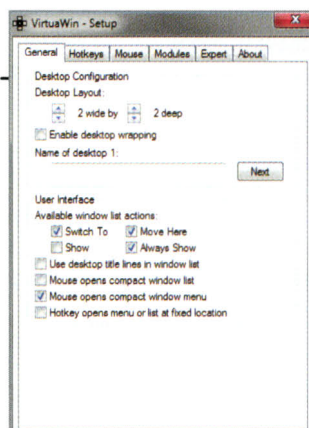 VirtuaWin - Setup
General Hotkeys Mouse Modules Expert About
Desktop Configuration
Desktop Layout:
2 wide by 2 deep
Enable desktop wrapping
Name of desktop 1:
Next
User Interface
Available window list actions:
Switch To Move Here
Show Always Show
Use desktop title lines in window list
Mouse opens compact window list
Mouse opens compact window menu
Hotkey opens menu or list at fixed location